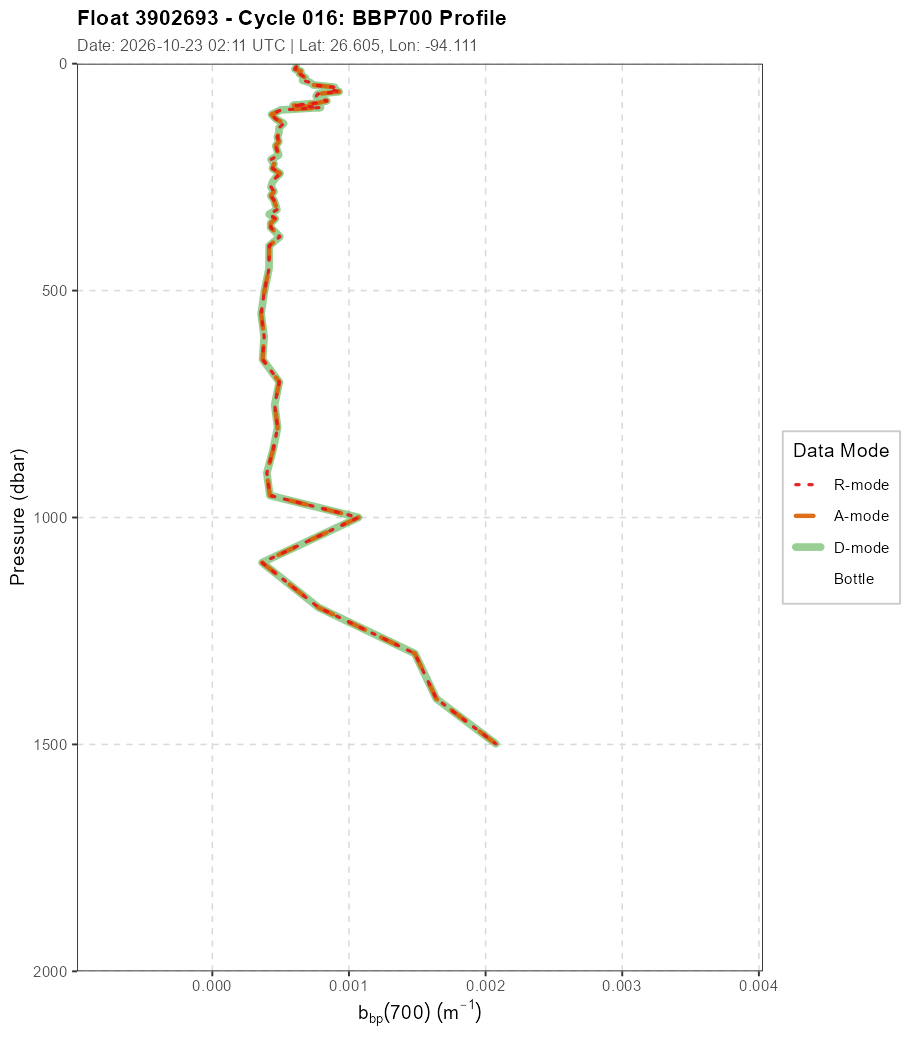 Float 3902693 - Cycle 016: BBP700 Profile
Date: 2026-10-23 02:11 UTC | Lat: 26.605, Lon: -94.111
0
500
1000
1500
2000
Pressure (dbar)
0.000
0.001
0.002
0.003
0.004
b_bp(700) (m⁻¹)
Data Mode
R-mode
A-mode
D-mode
Bottle